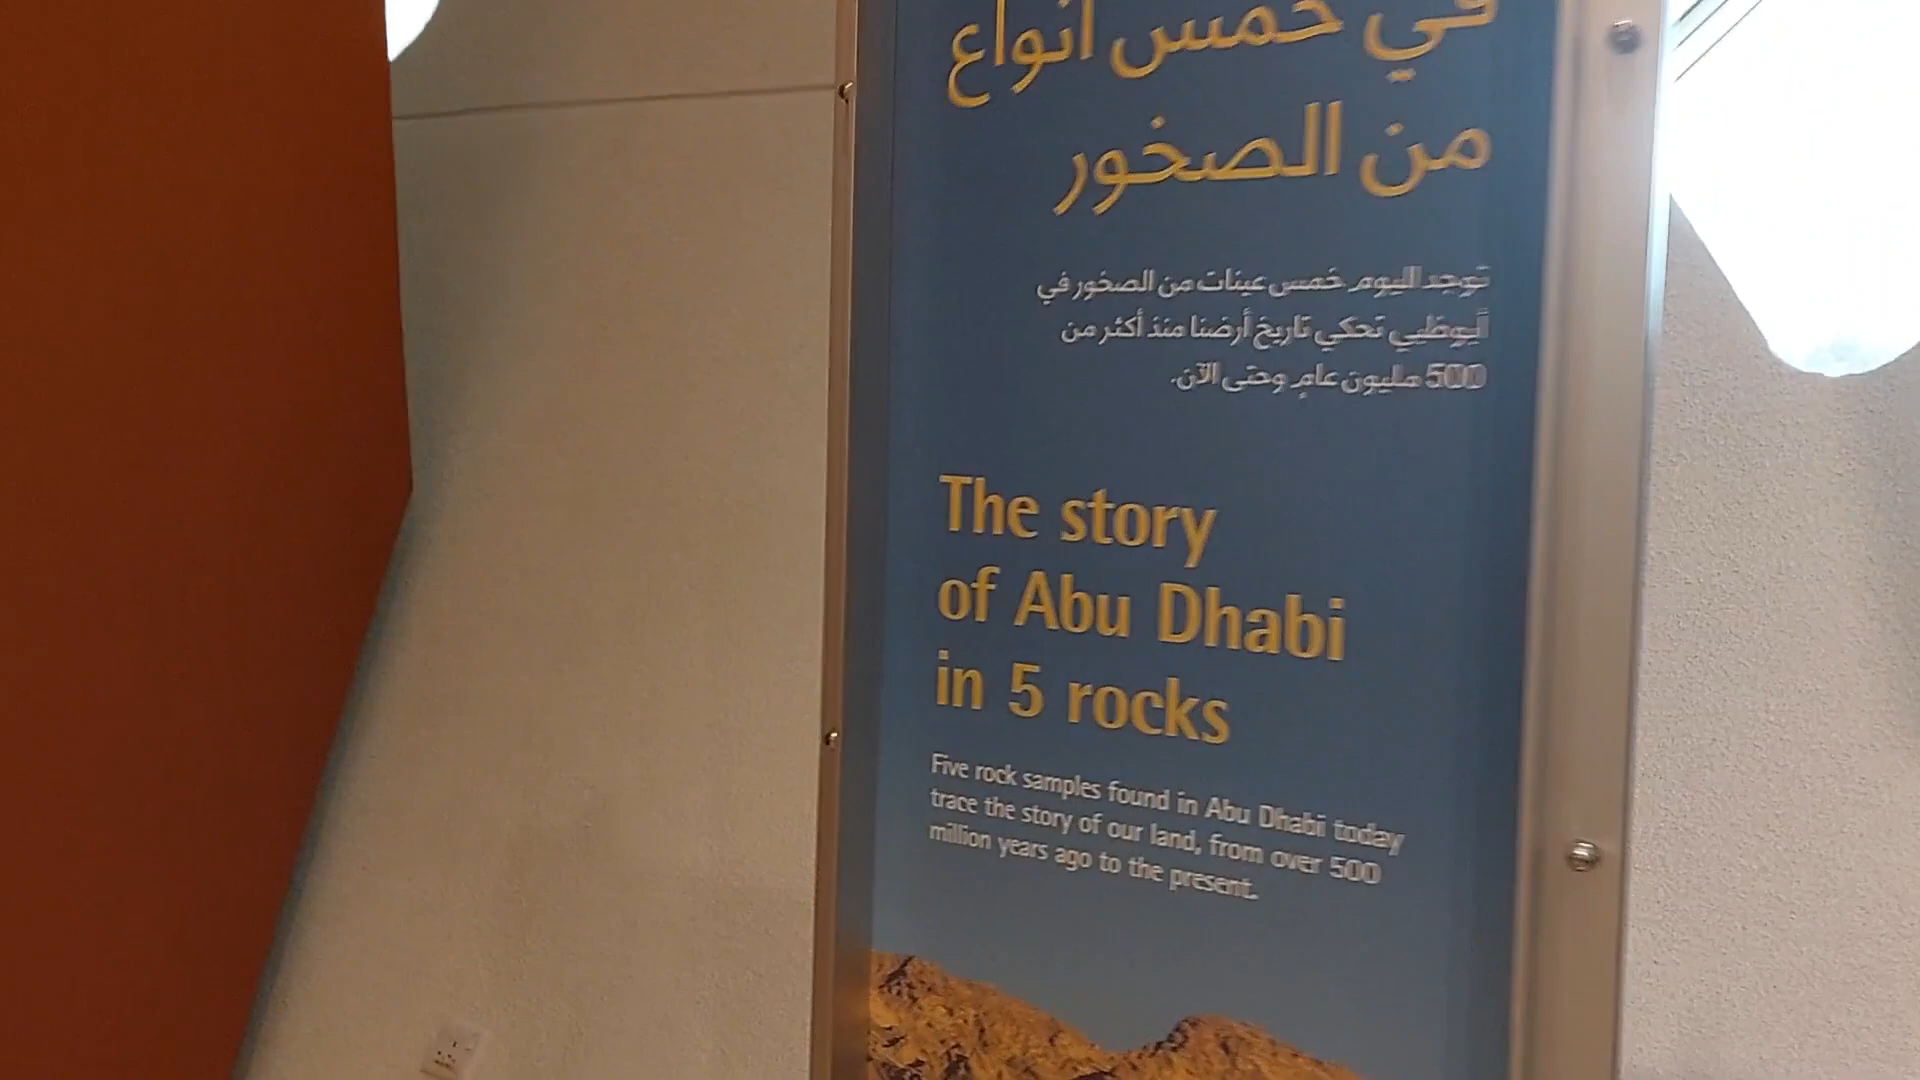 في خمس أنواع
من الصخور
توجد اليوم خمس عينات من الصخور في
أبوظبي تحكي تاريخ أرضنا منذ أكثر من
500 مليون عامٍ وحتى الآن.
The story
of Abu Dhabi
in 5 rocks
Five rock samples found in Abu Dhabi today
trace the story of our land, from over 500
million years ago to the present.